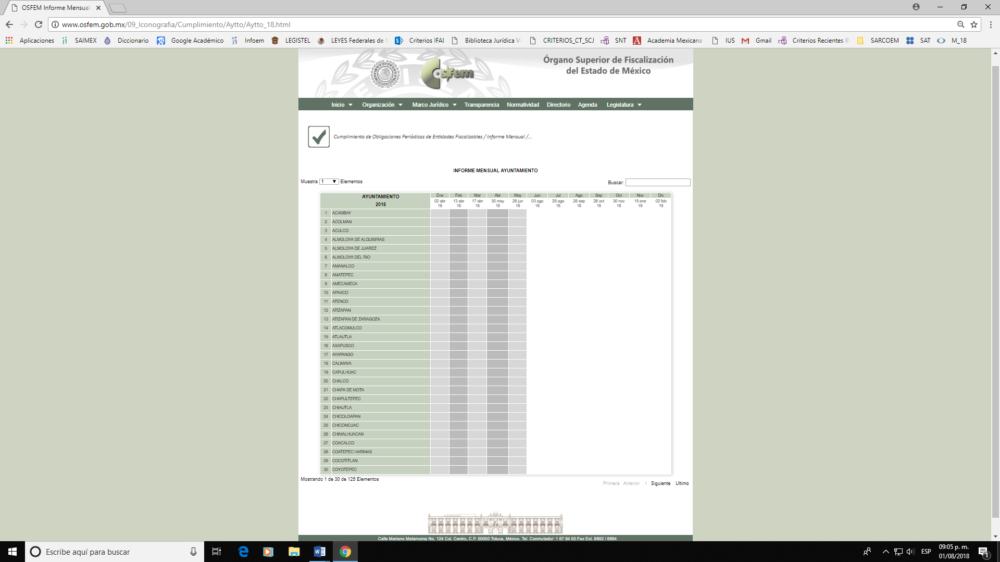 OSFEM Informe Mensual
www.osfem.gob.mx/09_Iconografia/Cumplimiento/Aytto/Aytto_18.html
Aplicaciones SAIMEX Diccionario Google Académico Infoem LEGISTEL LEYES Federales de Criterios IFAI Biblioteca Jurídica CRITERIOS_CT_SCJ SNT Academia Mexicana IUS Gmail Criterios Recientes SARCOEM SAT M_18
Órgano Superior de Fiscalización
del Estado de México
Osfem
Inicio Organización Marco Jurídico Transparencia Normatividad Directorio Agenda Legislatura
Cumplimiento de Obligaciones Periódicas de Entidades Fiscalizables / Informe Mensual /...
INFORME MENSUAL AYUNTAMIENTO
Muestra 1 Elementos
Buscar:
AYUNTAMIENTO Ene Feb Mar Abr May Jun Jul Ago Sep Oct Nov Dic
2018 02 abr 18 13 abr 18 17 abr 18 30 may 18 28 jun 18 03 ago 18 28 ago 18 28 sep 18 26 oct 18 30 nov 18 15 ene 19 02 feb 19
1 ACAMBAY
2 ACOLMAN
3 ACULCO
4 ALMOLOYA DE ALQUISIRAS
5 ALMOLOYA DE JUAREZ
6 ALMOLOYA DEL RIO
7 AMANALCO
8 AMATEPEC
9 AMECAMECA
10 APAXCO
11 ATENCO
12 ATIZAPAN
13 ATIZAPAN DE ZARAGOZA
14 ATLACOMULCO
15 ATLAUTLA
16 AXAPUSCO
17 AYAPANGO
18 CALIMAYA
19 CAPULHUAC
20 CHALCO
21 CHAPA DE MOTA
22 CHAPULTEPEC
23 CHIAUTLA
24 CHICOLOAPAN
25 CHICONCUAC
26 CHIMALHUACAN
27 COACALCO
28 COATEPEC HARINAS
29 COCOTITLAN
30 COYOTEPEC
Mostrando 1 de 30 de 125 Elementos
Primera Anterior 1 Siguiente Ultimo
Calle Mariano Matamoros No. 124 Col. Centro, C.P. 50000 Toluca, México. Tel. Conmutador: 1 67 84 50 Fax Ext. 6892 / 6894
Escribe aquí para buscar
ESP
09:05 p. m.
01/08/2018
1